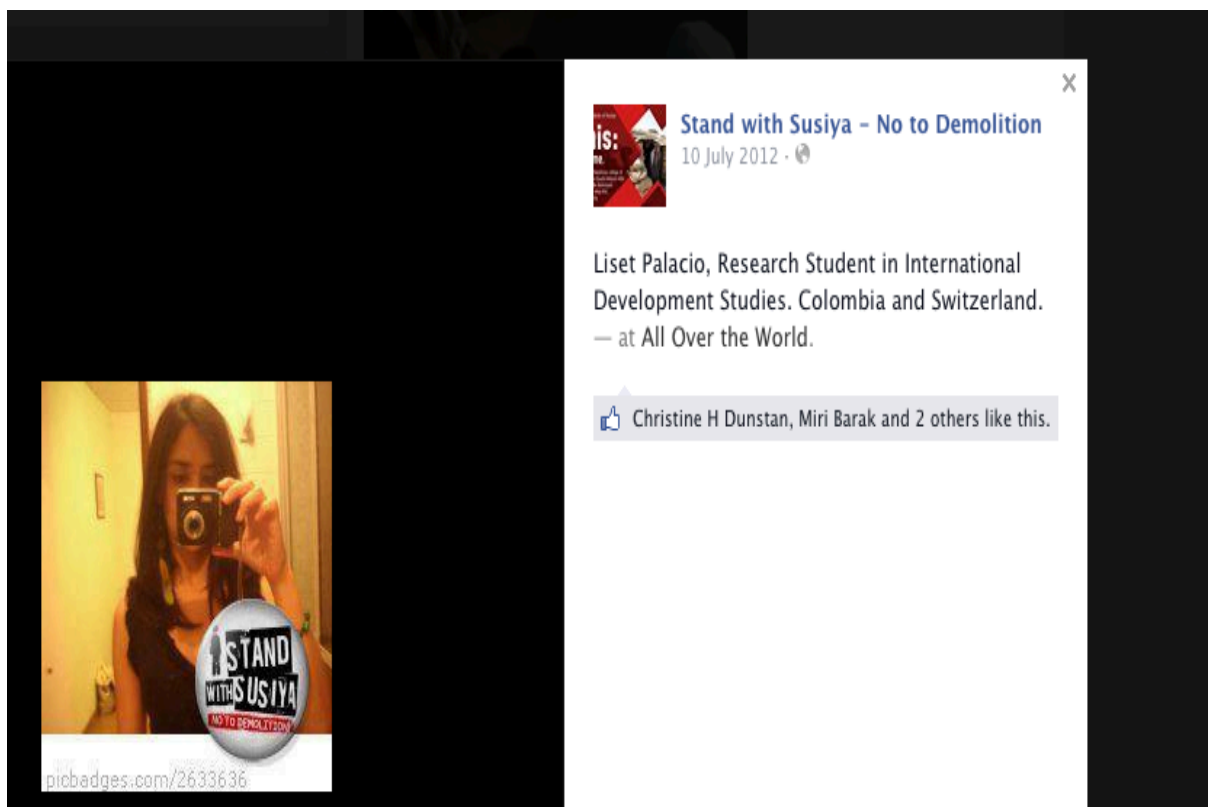 is:
me.
Stand with Susiya – No to Demolition
10 July 2012 ·
Liset Palacio, Research Student in International
Development Studies. Colombia and Switzerland.
— at All Over the World.
Christine H Dunstan, Miri Barak and 2 others like this.
I STAND
WITH SUSIYA
NO TO DEMOLITION!
picbadges.com/2633636